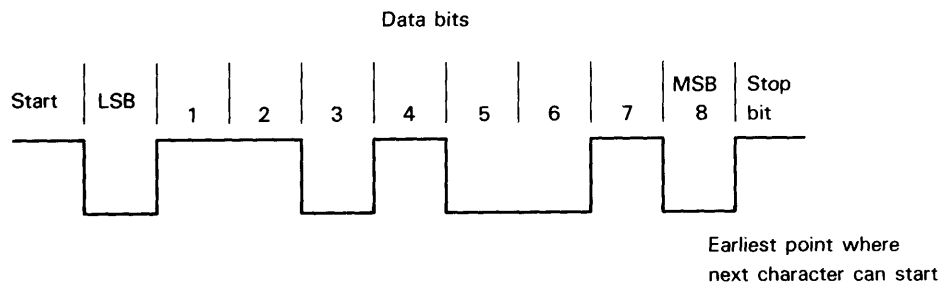 Data bits
Start LSB 1 2 3 4 5 6 7 MSB 8 Stop bit
Earliest point where
next character can start